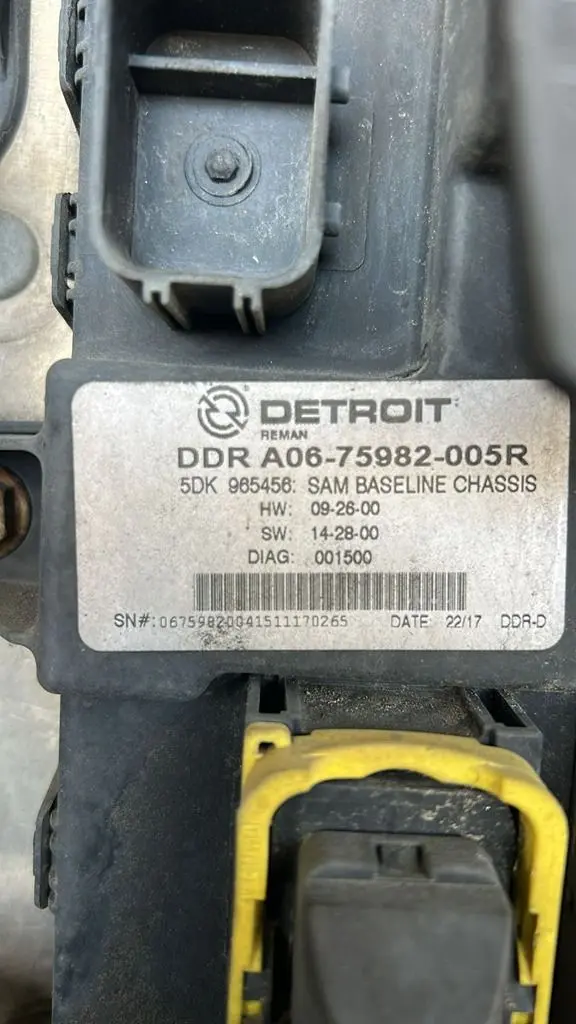 DETROIT
REMAN
DDR A06-75982-005R
5DK 965456: SAM BASELINE CHASSIS
HW: 09-26-00
SW: 14-28-00
DIAG: 001500
SN#:06759820041511170265 DATE 22/17 DDR-D